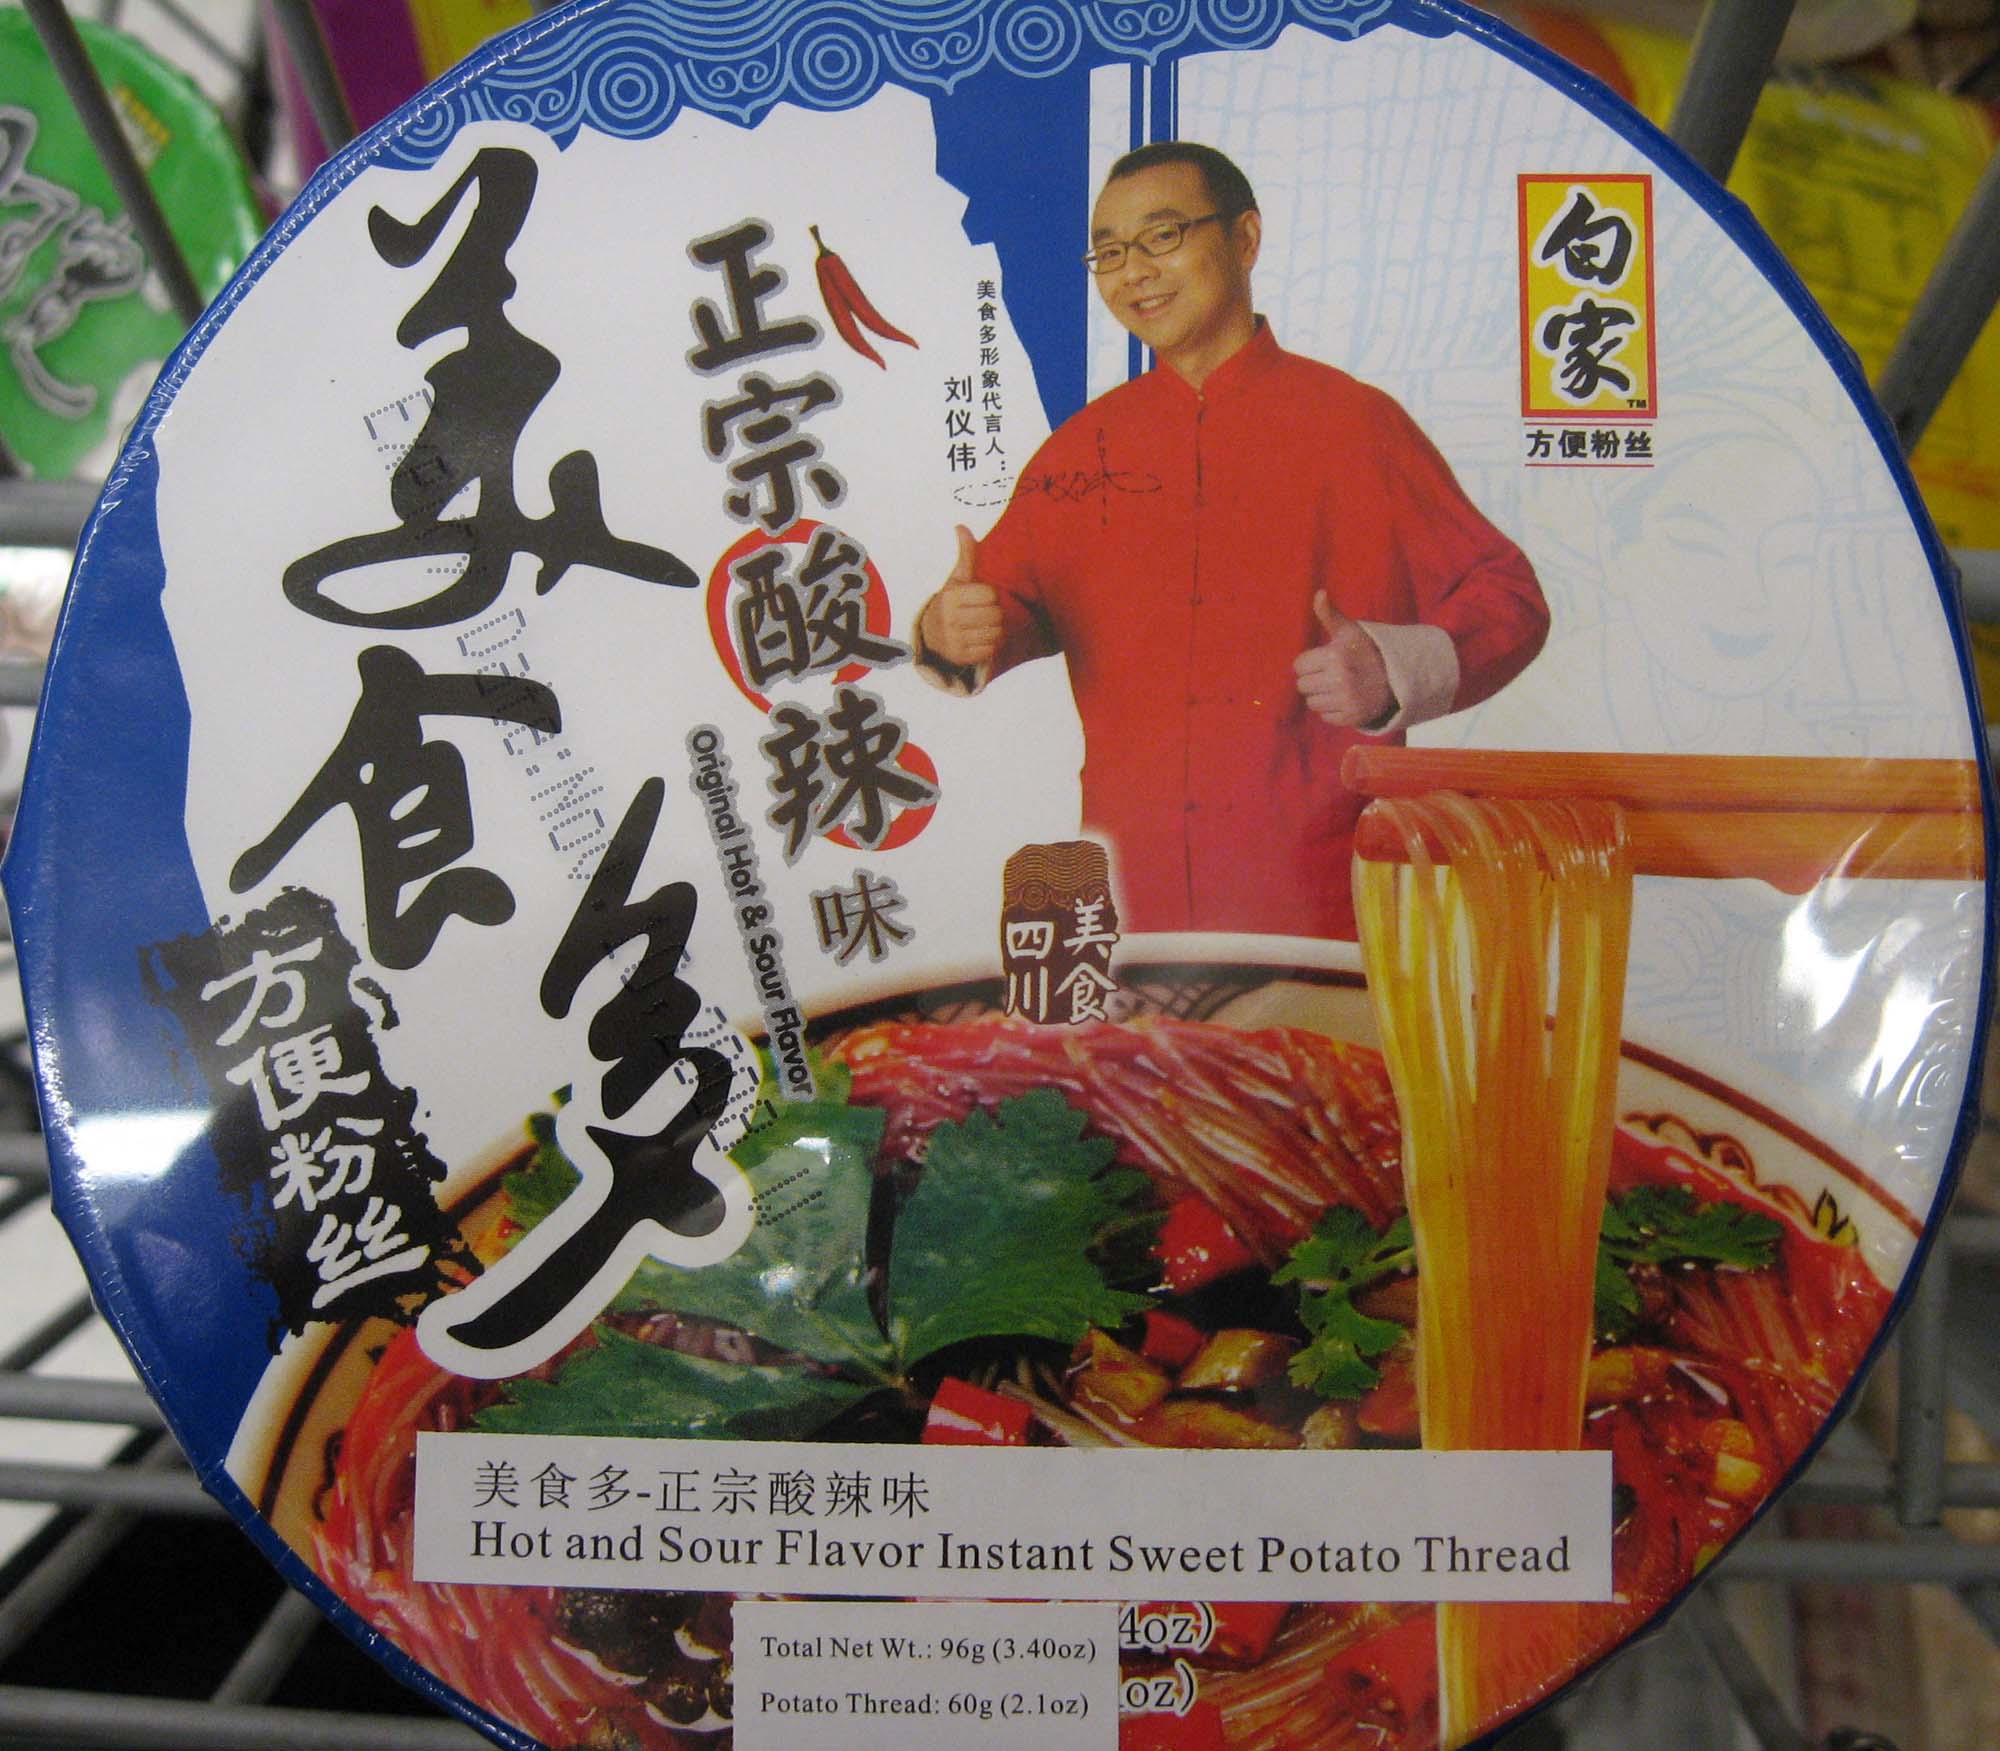 美食多
方便粉丝
正宗酸辣味
Original Hot & Sour Flavor
美食多形象代言人:
刘仪伟
白家
TM
方便粉丝
美食
四川
美食多-正宗酸辣味
Hot and Sour Flavor Instant Sweet Potato Thread
Total Net Wt.: 96g (3.40oz)
4oz)
Potato Thread: 60g (2.1oz)
oz)